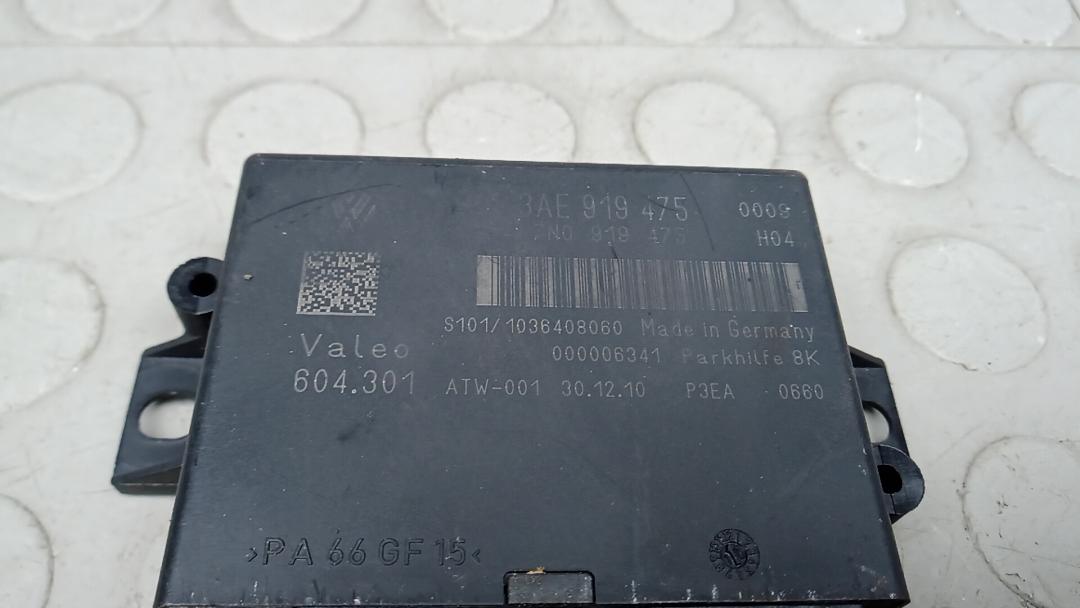 3AE 919 475 0009
7N0 919 475 H04
S101/1036408060 Made in Germany
Valeo 000006341 Parkhilfe 8K
604.301 ATW-001 30.12.10 P3EA 0660
>PA 66 GF 15<